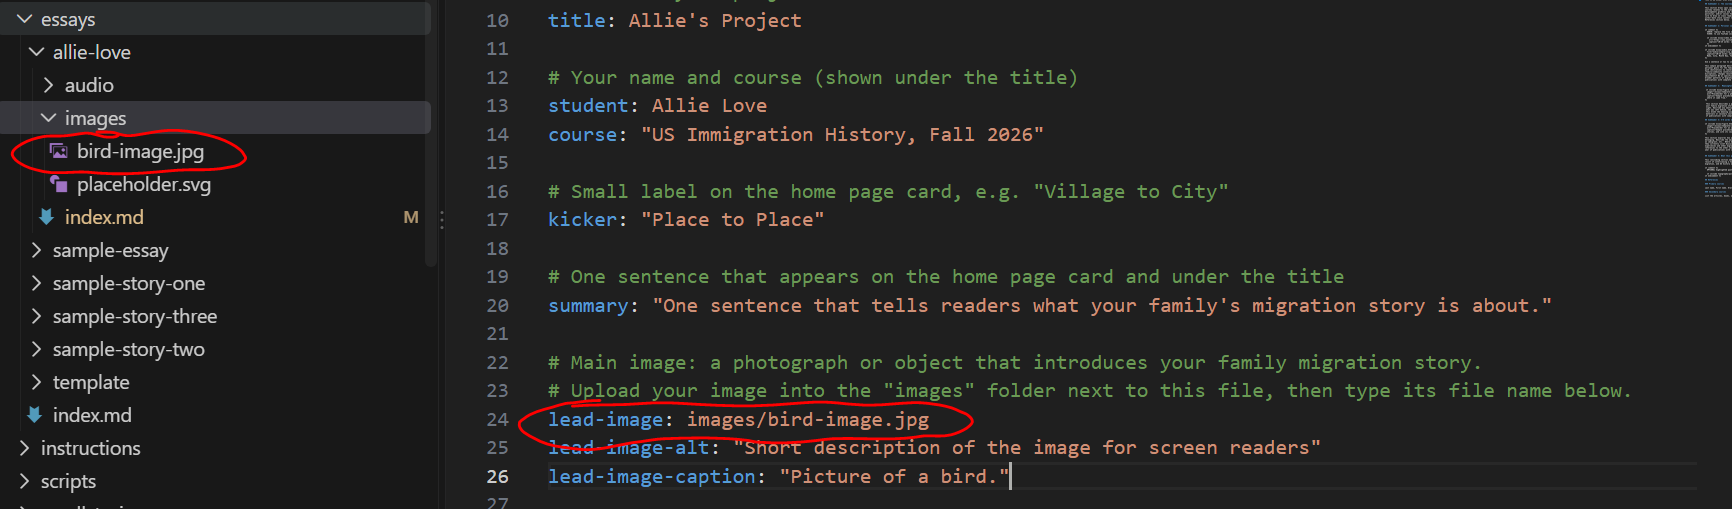 essays
allie-love
audio
images
bird-image.jpg
placeholder.svg
index.md M
sample-essay
sample-story-one
sample-story-three
sample-story-two
template
index.md
instructions
scripts
10 title: Allie's Project
11
12 # Your name and course (shown under the title)
13 student: Allie Love
14 course: "US Immigration History, Fall 2026"
15
16 # Small label on the home page card, e.g. "Village to City"
17 kicker: "Place to Place"
18
19 # One sentence that appears on the home page card and under the title
20 summary: "One sentence that tells readers what your family's migration story is about."
21
22 # Main image: a photograph or object that introduces your family migration story.
23 # Upload your image into the "images" folder next to this file, then type its file name below.
24 lead-image: images/bird-image.jpg
25 lead-image-alt: "Short description of the image for screen readers"
26 lead-image-caption: "Picture of a bird."
27